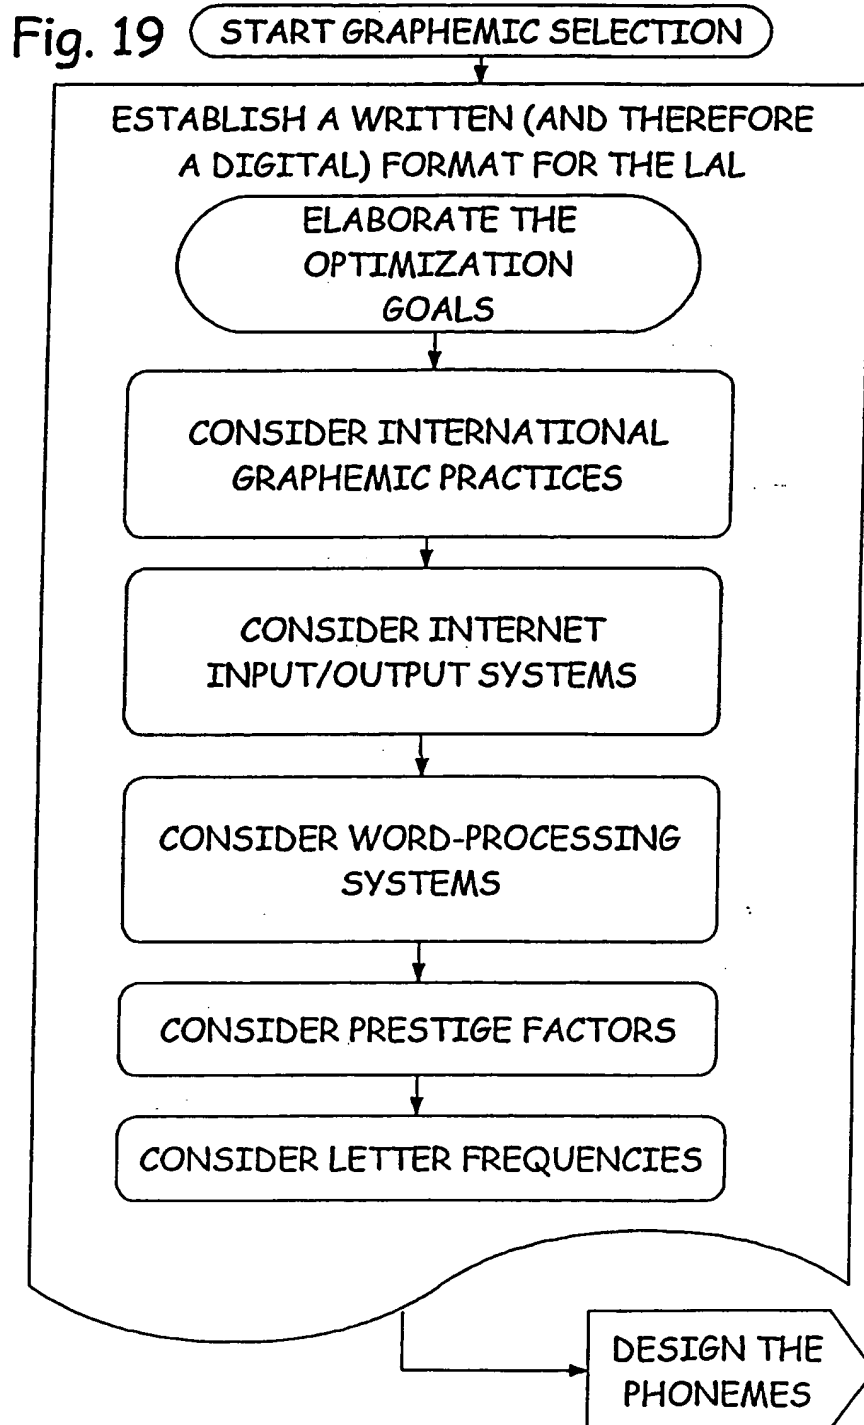 Fig. 19
START GRAPHEMIC SELECTION
ESTABLISH A WRITTEN (AND THEREFORE
A DIGITAL) FORMAT FOR THE LAL
ELABORATE THE
OPTIMIZATION
GOALS
CONSIDER INTERNATIONAL
GRAPHEMIC PRACTICES
CONSIDER INTERNET
INPUT/OUTPUT SYSTEMS
CONSIDER WORD-PROCESSING
SYSTEMS
CONSIDER PRESTIGE FACTORS
CONSIDER LETTER FREQUENCIES
DESIGN THE
PHONEMES